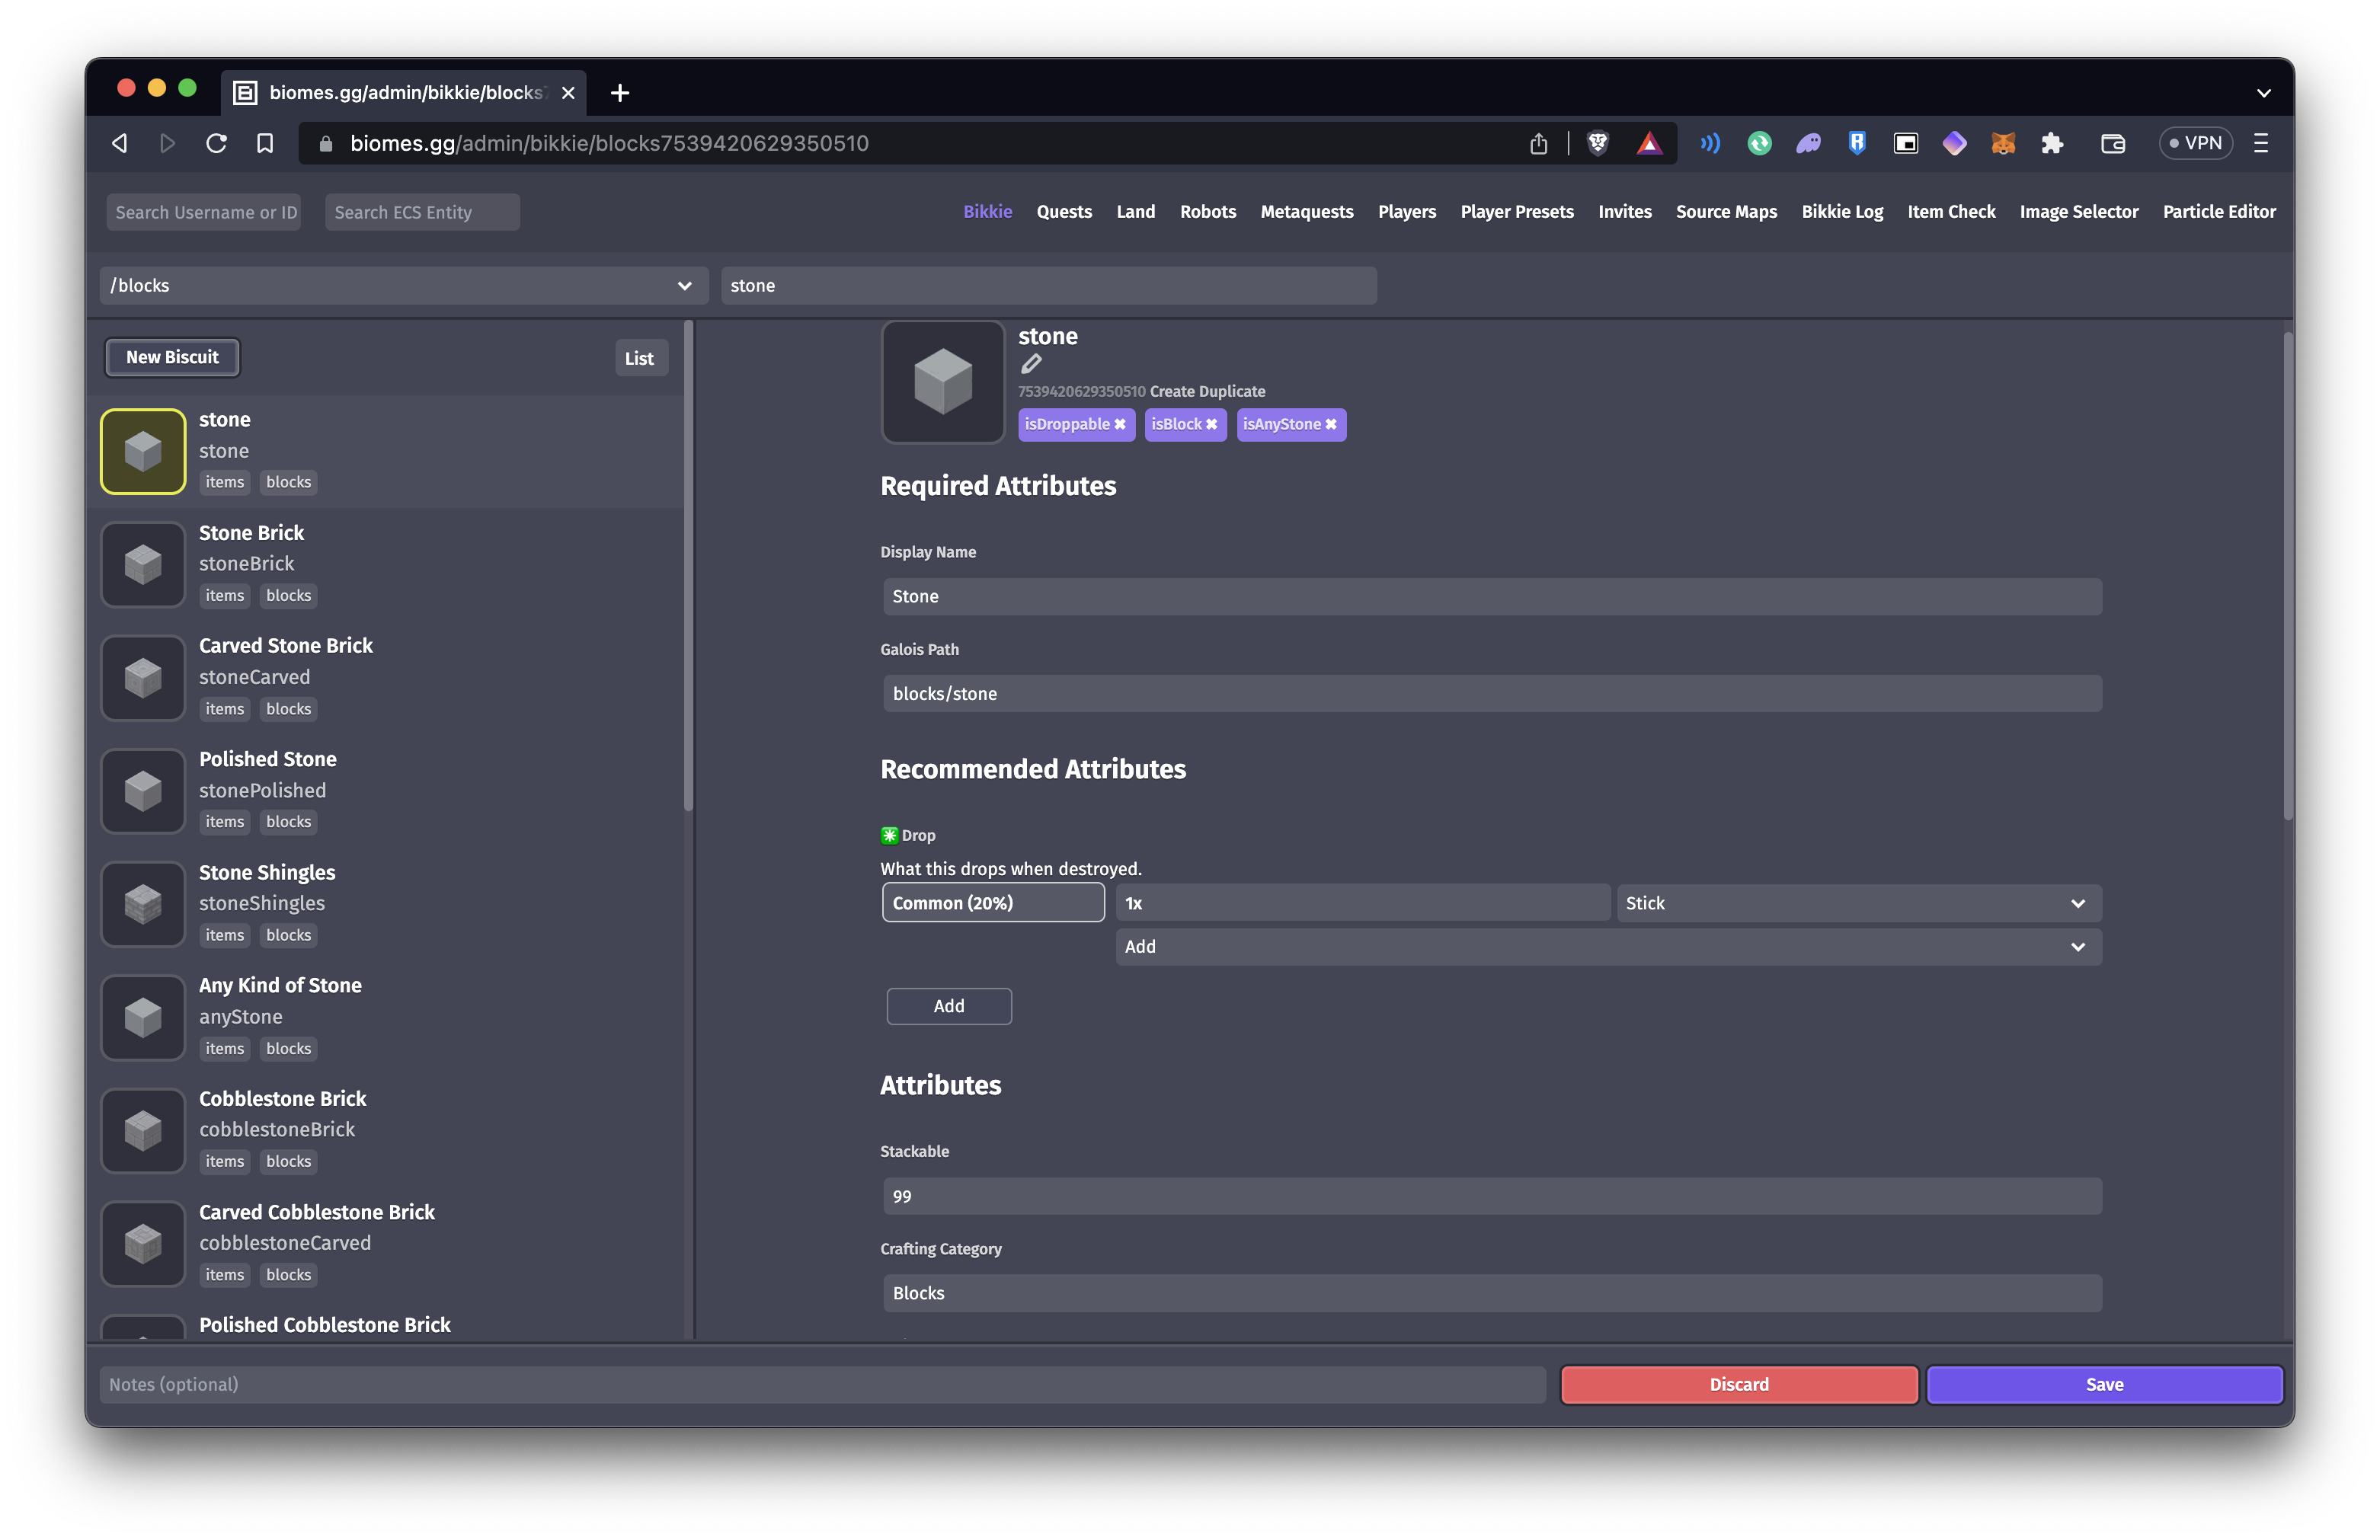 biomes.gg/admin/bikkie/blocks7
biomes.gg/admin/bikkie/blocks7539420629350510
VPN
Search Username or ID
Search ECS Entity
Bikkie
Quests
Land
Robots
Metaquests
Players
Player Presets
Invites
Source Maps
Bikkie Log
Item Check
Image Selector
Particle Editor
/blocks
stone
New Biscuit
List
stone
stone
items blocks
Stone Brick
stoneBrick
items blocks
Carved Stone Brick
stoneCarved
items blocks
Polished Stone
stonePolished
items blocks
Stone Shingles
stoneShingles
items blocks
Any Kind of Stone
anyStone
items blocks
Cobblestone Brick
cobblestoneBrick
items blocks
Carved Cobblestone Brick
cobblestoneCarved
items blocks
Polished Cobblestone Brick
stone
7539420629350510 Create Duplicate
isDroppable ✖ isBlock ✖ isAnyStone ✖
Required Attributes
Display Name
Stone
Galois Path
blocks/stone
Recommended Attributes
Drop
What this drops when destroyed.
Common (20%) 1x Stick
Add
Add
Attributes
Stackable
99
Crafting Category
Blocks
Notes (optional)
Discard
Save